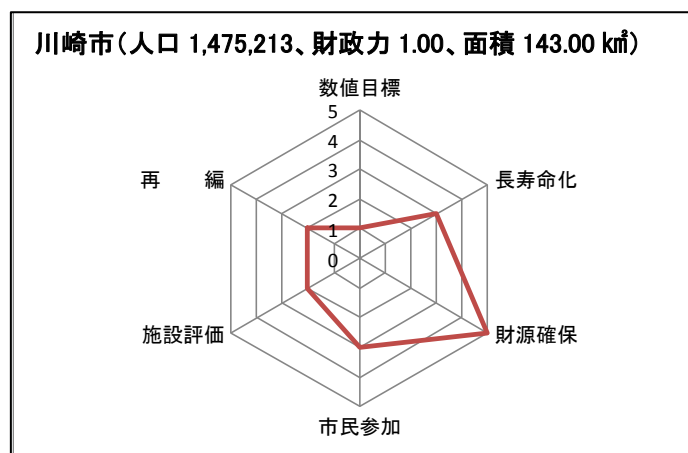 川崎市(人口 1,475,213、財政力 1.00、面積 143.00 ㎢)
数値目標
5
4
3
2
1
0
再　　編
長寿命化
施設評価
財源確保
市民参加